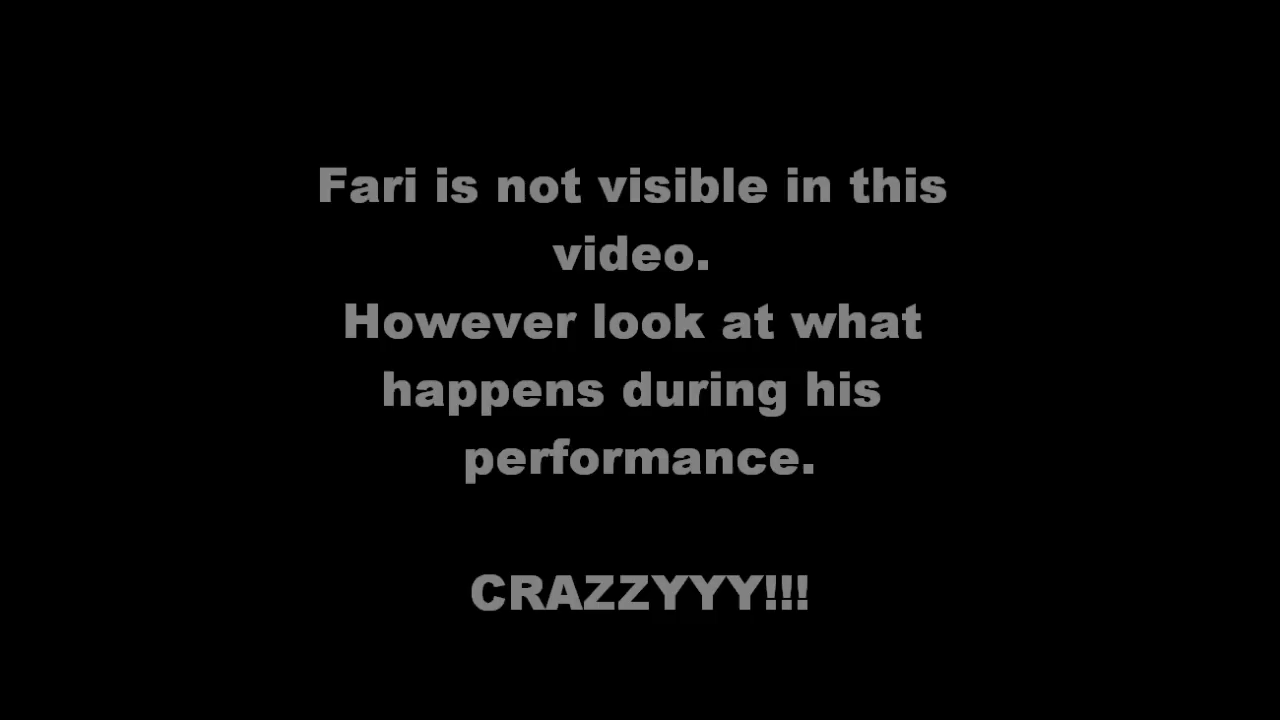 Fari is not visible in this
video.
However look at what
happens during his
performance.
CRAZZYYY!!!